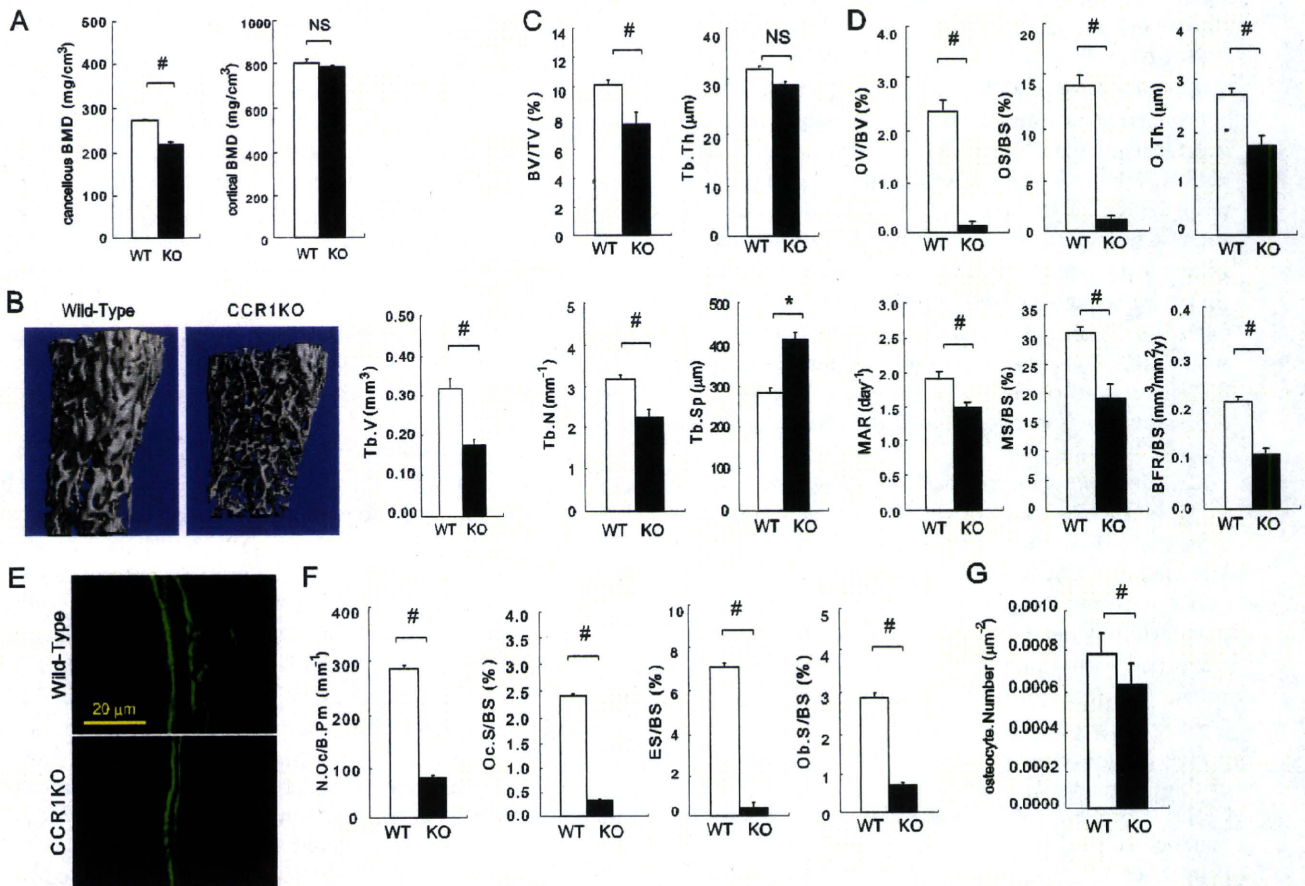 A
cancellous BMD (mg/cm³)
500
400
300
200
100
0
#
WT KO
cortical BMD (mg/cm³)
1000
800
600
400
200
0
NS
WT KO
B
Wild-Type
CCR1KO
Tb.V (mm³)
0.50
0.40
0.30
0.20
0.10
0.00
#
WT KO
C
BV/TV (%)
14
12
10
8
6
4
2
0
#
WT KO
Tb.Th (μm)
40
30
20
10
0
NS
WT KO
Tb.N (mm⁻¹)
5
4
3
2
1
0
#
WT KO
Tb.Sp (μm)
500
400
300
200
100
0
*
WT KO
D
OV/BV (%)
4.0
3.0
2.0
1.0
0.0
#
WT KO
OS/BS (%)
20
15
10
5
0
#
WT KO
O.Th. (μm)
4
3
2
1
0
#
WT KO
MAR (day⁻¹)
3.0
2.5
2.0
1.5
1.0
0.5
0.0
#
WT KO
MS/BS (%)
35
30
25
20
15
10
5
0
#
WT KO
BFR/BS (mm³/mm²/y)
0.4
0.3
0.2
0.1
0.0
#
WT KO
E
Wild-Type
20 μm
CCR1KO
F
N.Oc/B.Pm (mm⁻¹)
400
300
200
100
0
#
WT KO
Oc.S/BS (%)
4.0
3.5
3.0
2.5
2.0
1.5
1.0
0.5
0.0
#
WT KO
ES/BS (%)
10
8
6
4
2
0
#
WT KO
Ob.S/BS (%)
5
4
3
2
1
0
#
WT KO
G
osteocyte.Number (μm⁻²)
0.0010
0.0008
0.0006
0.0004
0.0002
0.0000
#
WT KO